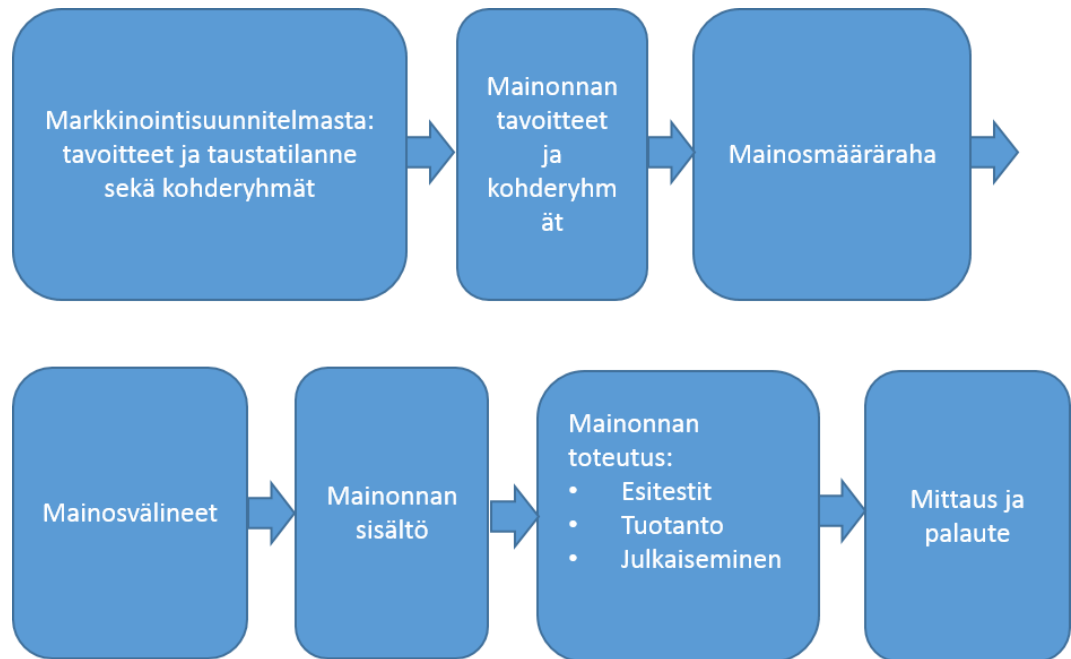 Markkinointisuunnitelmasta:
tavoitteet ja taustatilanne
sekä kohderyhmät
Mainonnan
tavoitteet
ja
kohderyhm
ät
Mainosmääräraha
Mainosvälineet
Mainonnan
sisältö
Mainonnan
toteutus:
• Esitestit
• Tuotanto
• Julkaiseminen
Mittaus ja
palaute